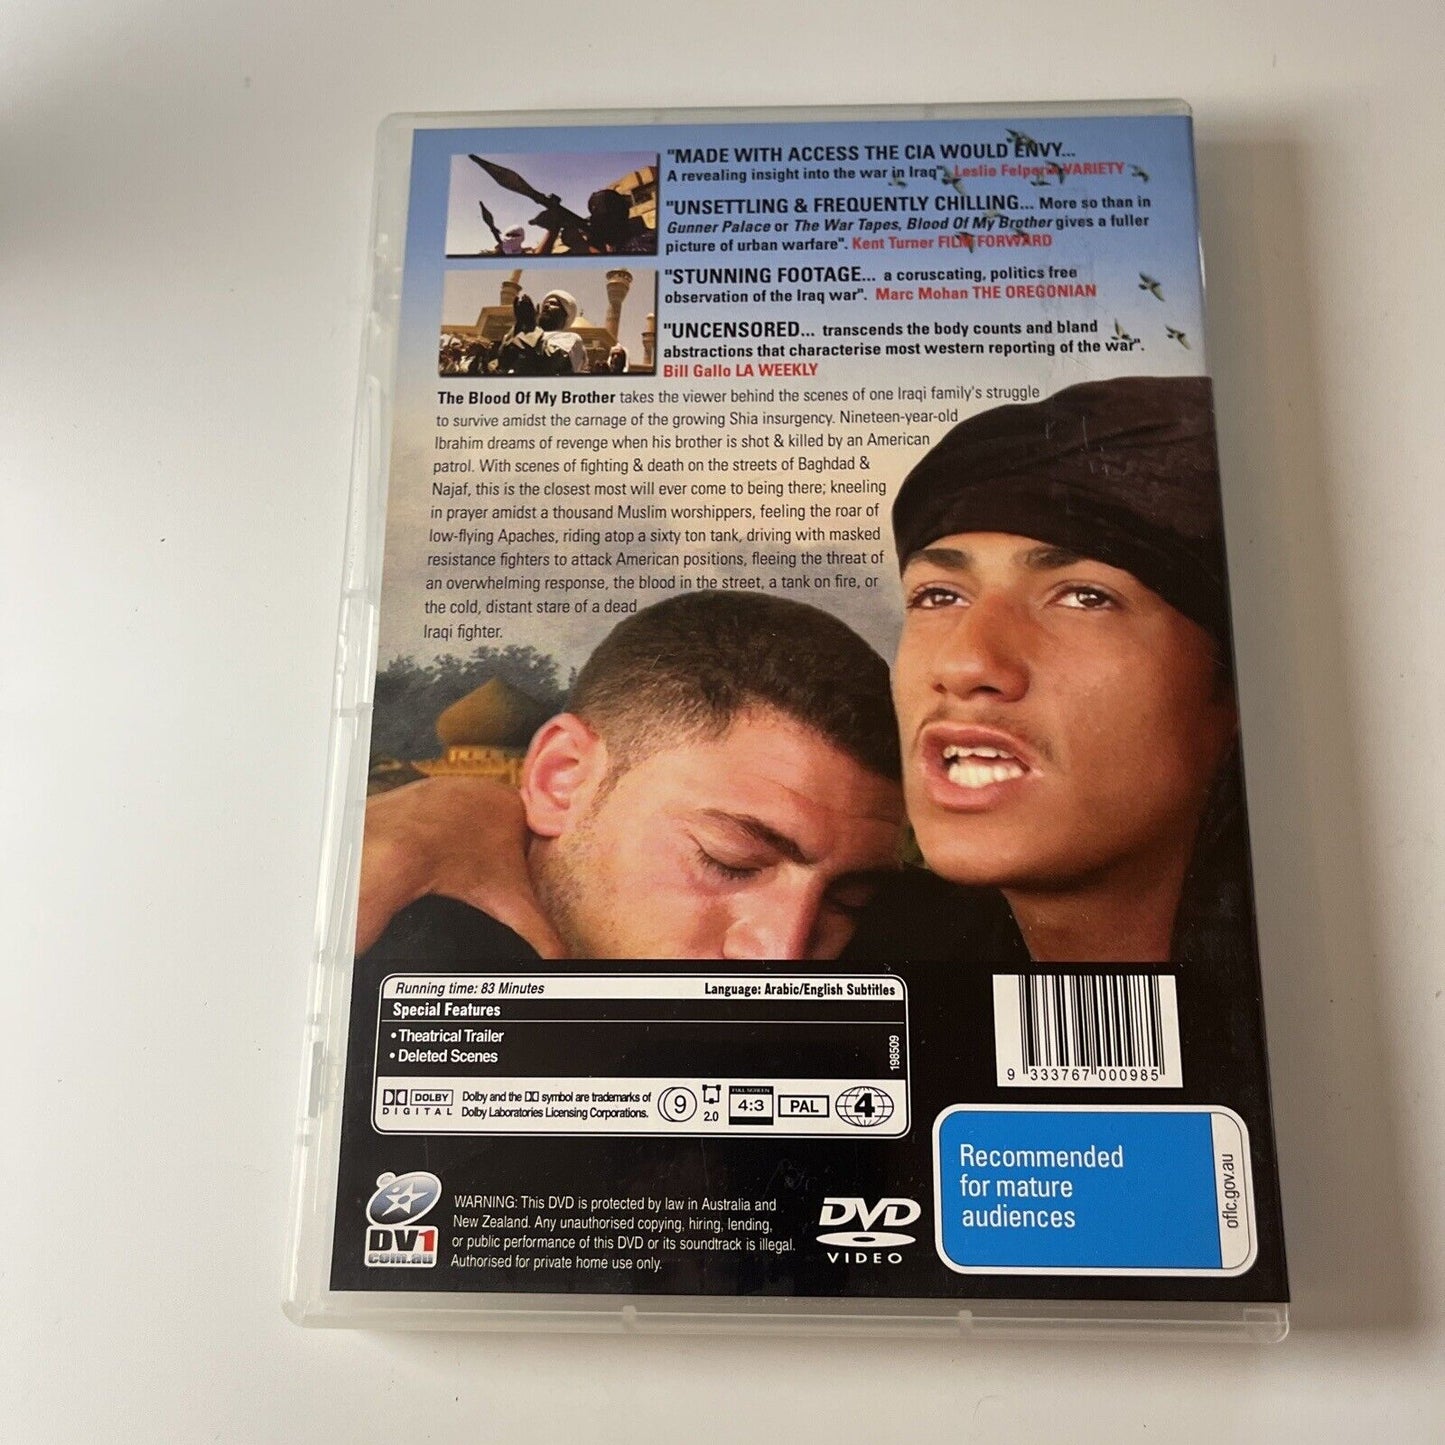 "MADE WITH ACCESS THE CIA WOULD ENVY...
A revealing insight into the war in Iraq". Leslie Felperin VARIETY
"UNSETTLING & FREQUENTLY CHILLING... More so than in
Gunner Palace or The War Tapes, Blood Of My Brother gives a fuller
picture of urban warfare". Kent Turner FILM FORWARD
"STUNNING FOOTAGE... a coruscating, politics free
observation of the Iraq war". Marc Mohan THE OREGONIAN
"UNCENSORED... transcends the body counts and bland
abstractions that characterise most western reporting of the war".
Bill Gallo LA WEEKLY
The Blood Of My Brother takes the viewer behind the scenes of one Iraqi family's struggle
to survive amidst the carnage of the growing Shia insurgency. Nineteen-year-old
Ibrahim dreams of revenge when his brother is shot & killed by an American
patrol. With scenes of fighting & death on the streets of Baghdad &
Najaf, this is the closest most will ever come to being there; kneeling
in prayer amidst a thousand Muslim worshippers, feeling the roar of
low-flying Apaches, riding atop a sixty ton tank, driving with masked
resistance fighters to attack American positions, fleeing the threat of
an overwhelming response, the blood in the street, a tank on fire, or
the cold, distant stare of a dead
Iraqi fighter.
Running time: 83 Minutes Language: Arabic/English Subtitles
Special Features
• Theatrical Trailer
• Deleted Scenes
198509
DOLBY
DIGITAL
Dolby and the DD symbol are trademarks of
Dolby Laboratories Licensing Corporations.
9
2.0
FULL SCREEN
4:3
PAL
4
9 333767 000985
Recommended
for mature
audiences
oflc.gov.au
DV1
com.au
WARNING: This DVD is protected by law in Australia and
New Zealand. Any unauthorised copying, hiring, lending,
or public performance of this DVD or its soundtrack is illegal.
Authorised for private home use only.
DVD
VIDEO